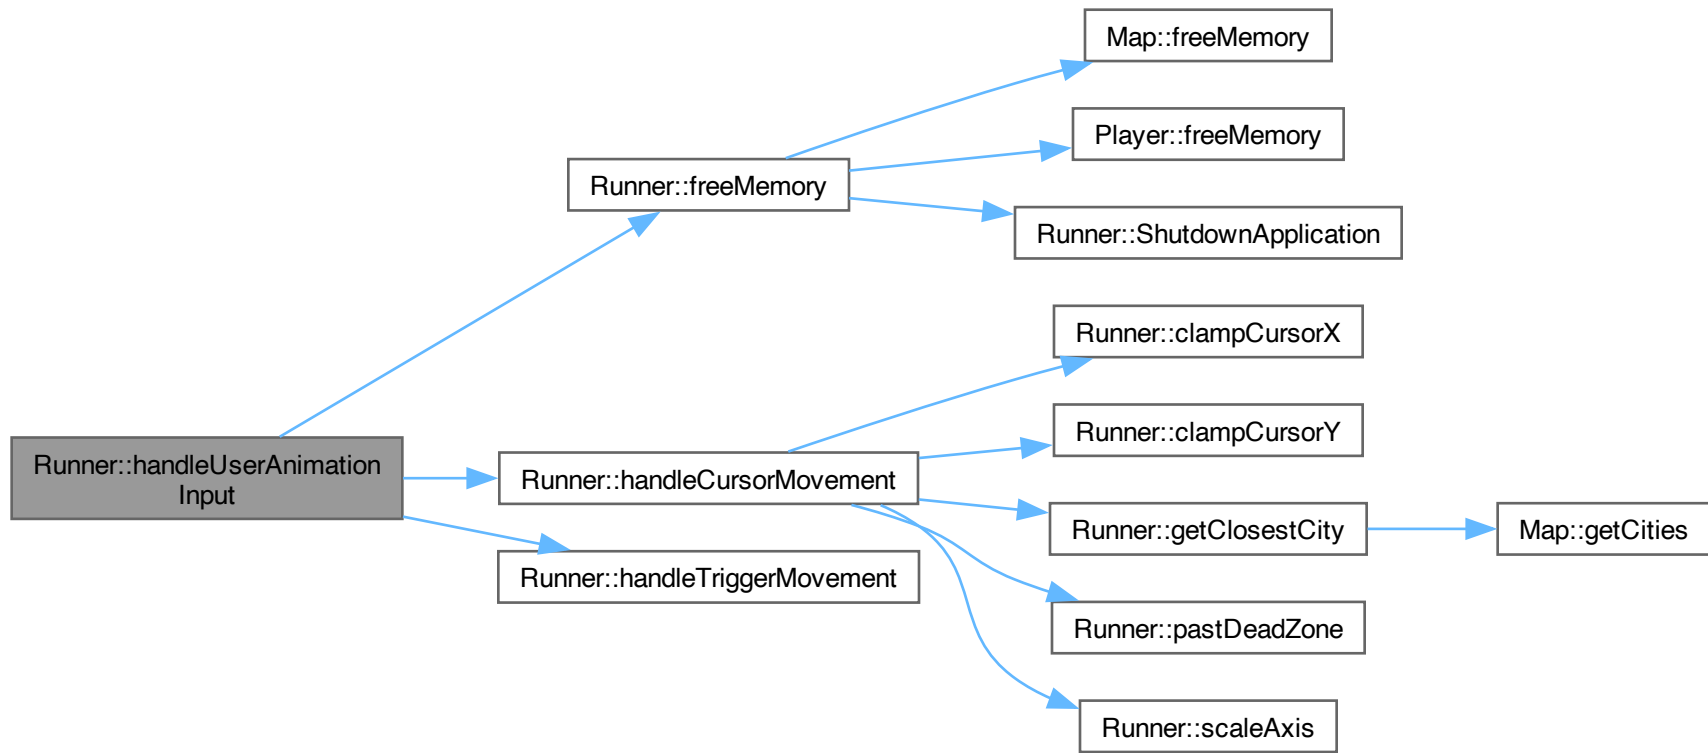 Map::freeMemory
Player::freeMemory
Runner::freeMemory
Runner::ShutdownApplication
Runner::clampCursorX
Runner::clampCursorY
Runner::handleUserAnimation
Input
Runner::handleCursorMovement
Runner::getClosestCity
Map::getCities
Runner::handleTriggerMovement
Runner::pastDeadZone
Runner::scaleAxis